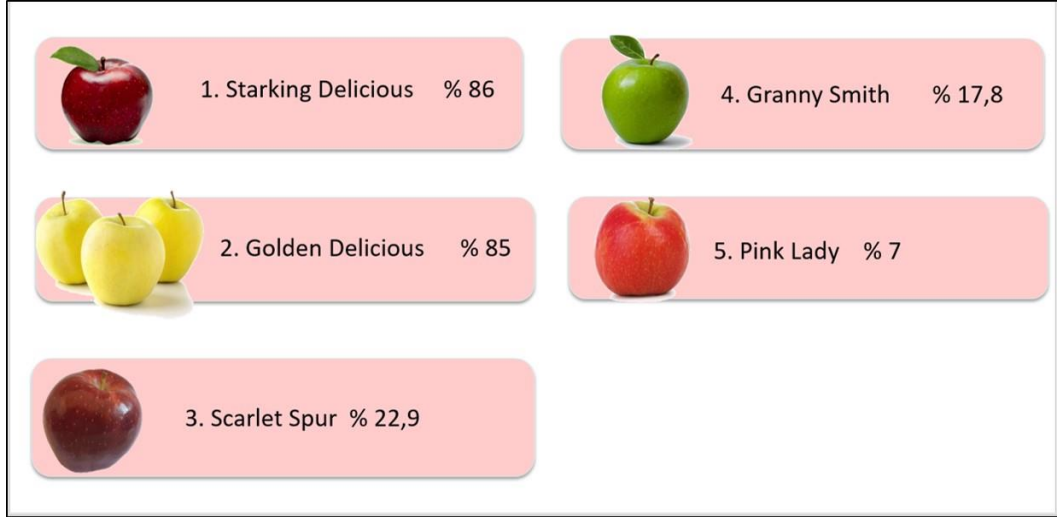 1. Starking Delicious % 86
2. Golden Delicious % 85
3. Scarlet Spur % 22,9
4. Granny Smith % 17,8
5. Pink Lady % 7